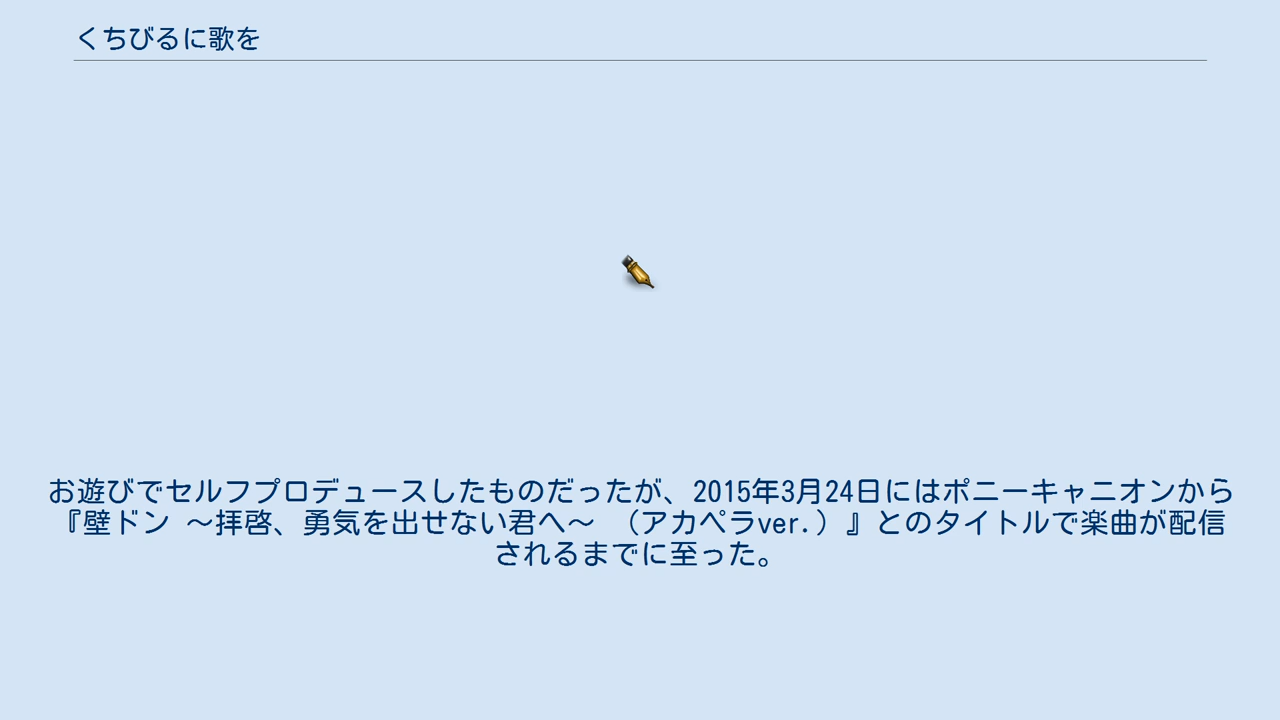 くちびるに歌を
お遊びでセルフプロデュースしたものだったが、2015年3月24日にはポニーキャニオンから
『壁ドン ～拝啓、勇気を出せない君へ～ （アカペラver.）』とのタイトルで楽曲が配信
されるまでに至った。